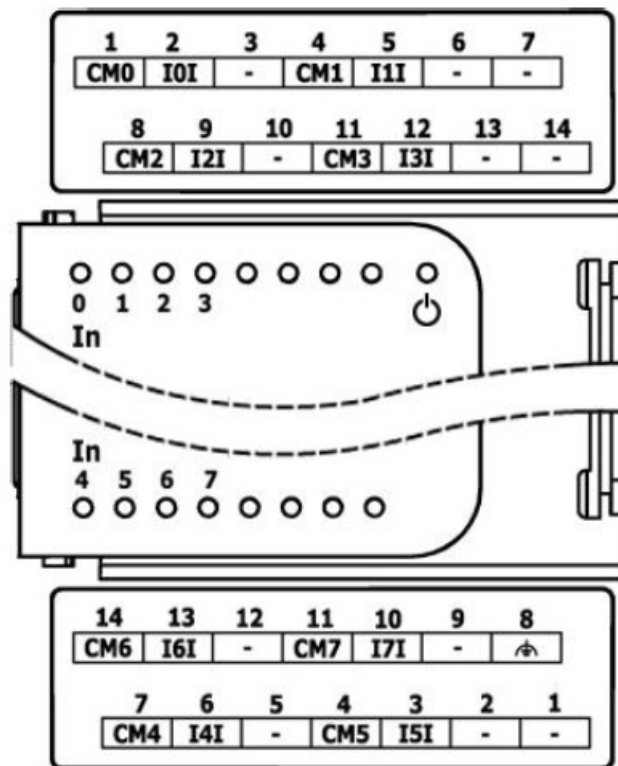 1 2 3 4 5 6 7
CM0 I0I - CM1 I1I - -
8 9 10 11 12 13 14
CM2 I2I - CM3 I3I - -
0 1 2 3
In
In
4 5 6 7
14 13 12 11 10 9 8
CM6 I6I - CM7 I7I -
7 6 5 4 3 2 1
CM4 I4I - CM5 I5I - -